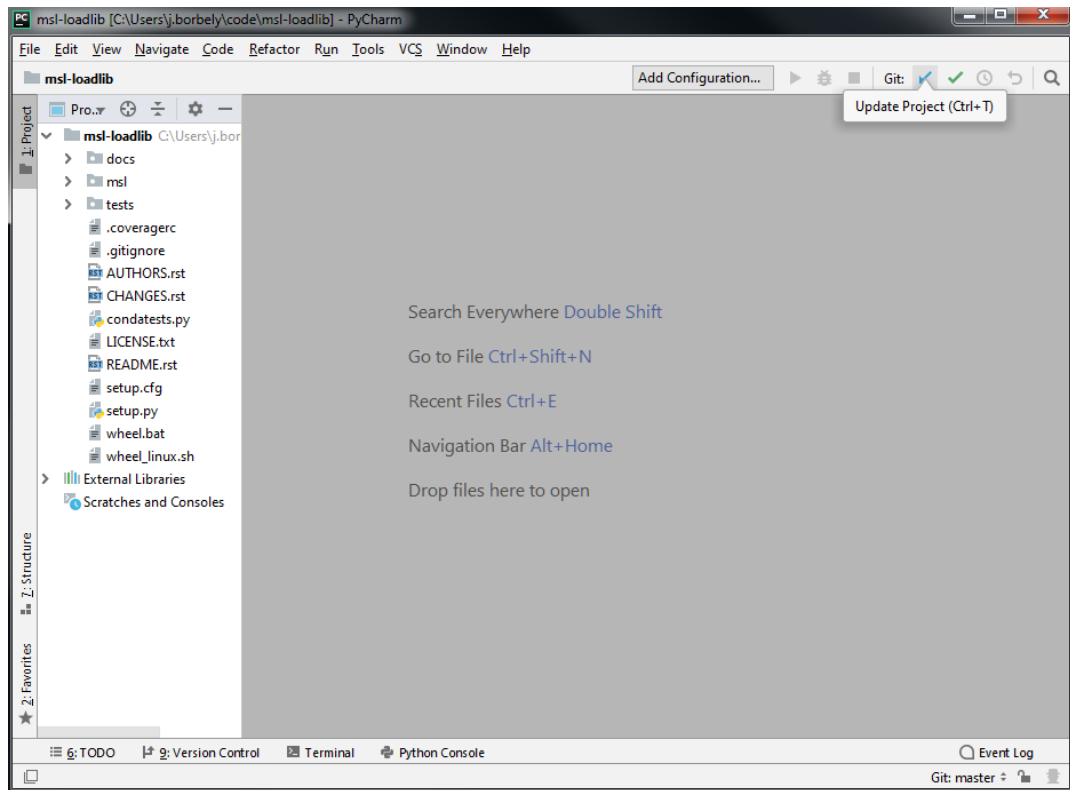 PC msl-loadlib [C:\Users\j.borbely\code\msl-loadlib] - PyCharm
File Edit View Navigate Code Refactor Run Tools VCS Window Help
msl-loadlib Add Configuration... Git:
Update Project (Ctrl+T)
1: Project
Pro..
msl-loadlib C:\Users\j.bor
docs
msl
tests
.coveragerc
.gitignore
RST AUTHORS.rst
RST CHANGES.rst
condatests.py
LICENSE.txt
RST README.rst
setup.cfg
setup.py
wheel.bat
wheel_linux.sh
External Libraries
Scratches and Consoles
Search Everywhere Double Shift
Go to File Ctrl+Shift+N
Recent Files Ctrl+E
Navigation Bar Alt+Home
Drop files here to open
7: Structure
2: Favorites
6: TODO 9: Version Control Terminal Python Console Event Log
Git: master